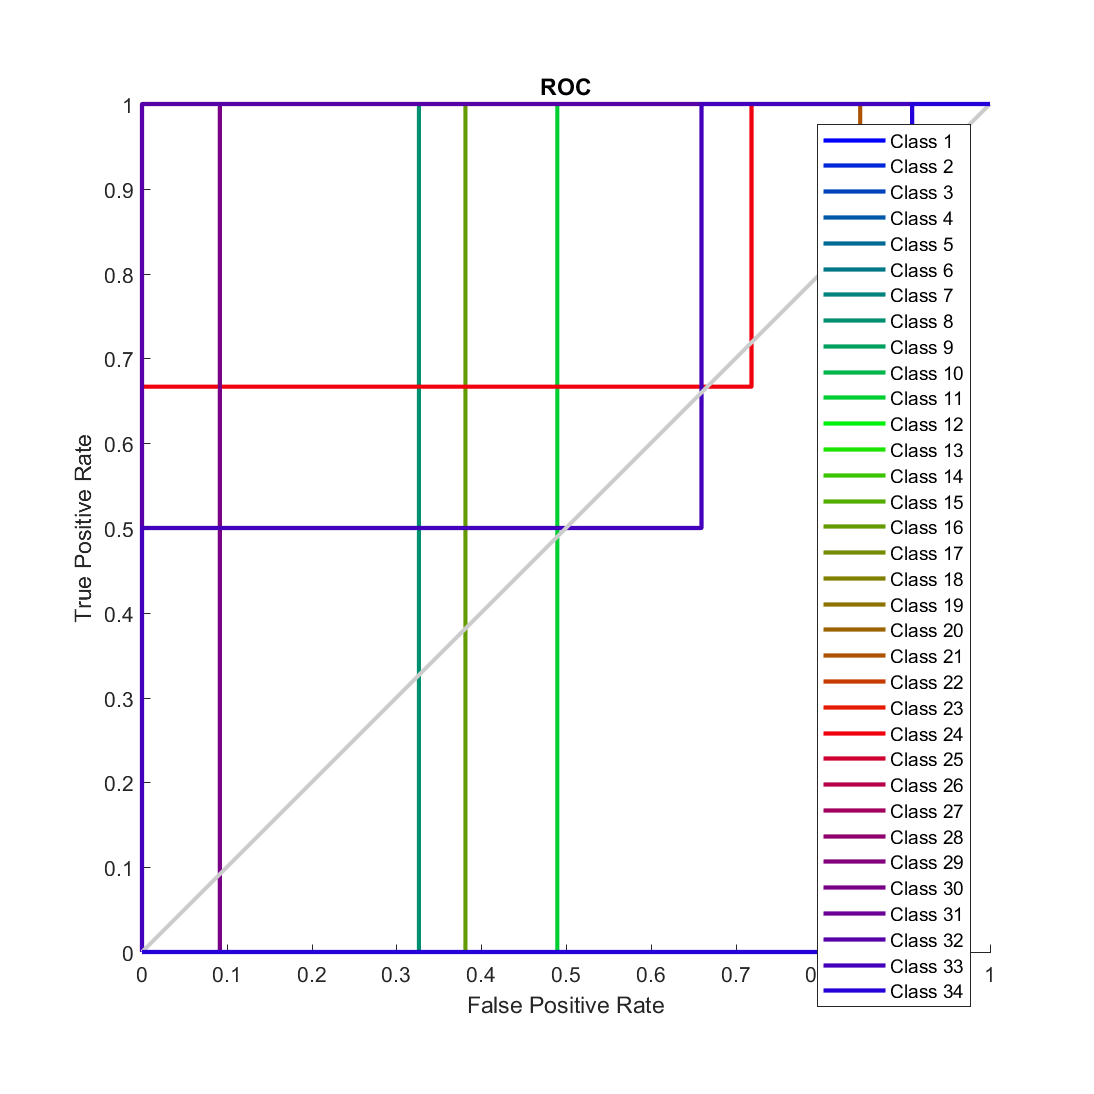 ROC
True Positive Rate
1
0.9
0.8
0.7
0.6
0.5
0.4
0.3
0.2
0.1
0
0 0.1 0.2 0.3 0.4 0.5 0.6 0.7 1
False Positive Rate
Class 1
Class 2
Class 3
Class 4
Class 5
Class 6
Class 7
Class 8
Class 9
Class 10
Class 11
Class 12
Class 13
Class 14
Class 15
Class 16
Class 17
Class 18
Class 19
Class 20
Class 21
Class 22
Class 23
Class 24
Class 25
Class 26
Class 27
Class 28
Class 29
Class 30
Class 31
Class 32
Class 33
Class 34